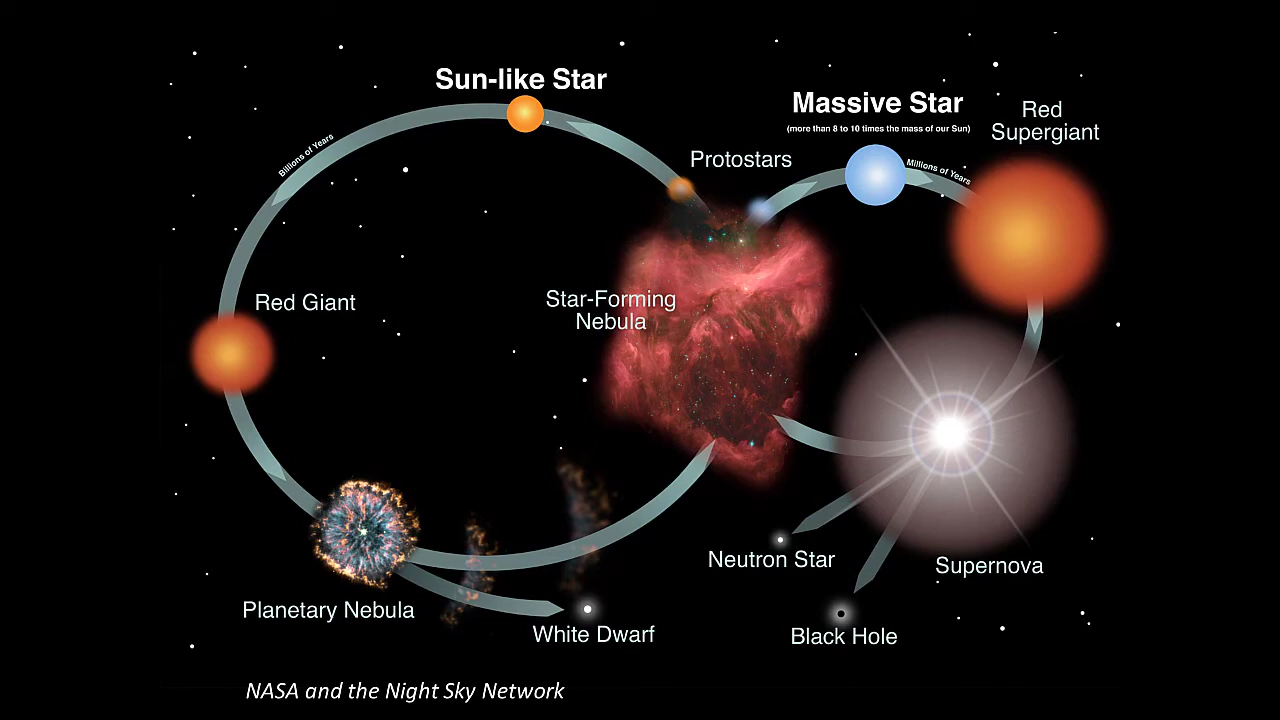 Sun-like Star
Massive Star
(more than 8 to 10 times the mass of our Sun)
Red
Supergiant
Billions of Years
Protostars
Millions of Years
Red Giant
Star-Forming
Nebula
Neutron Star
Supernova
Planetary Nebula
White Dwarf
Black Hole
NASA and the Night Sky Network